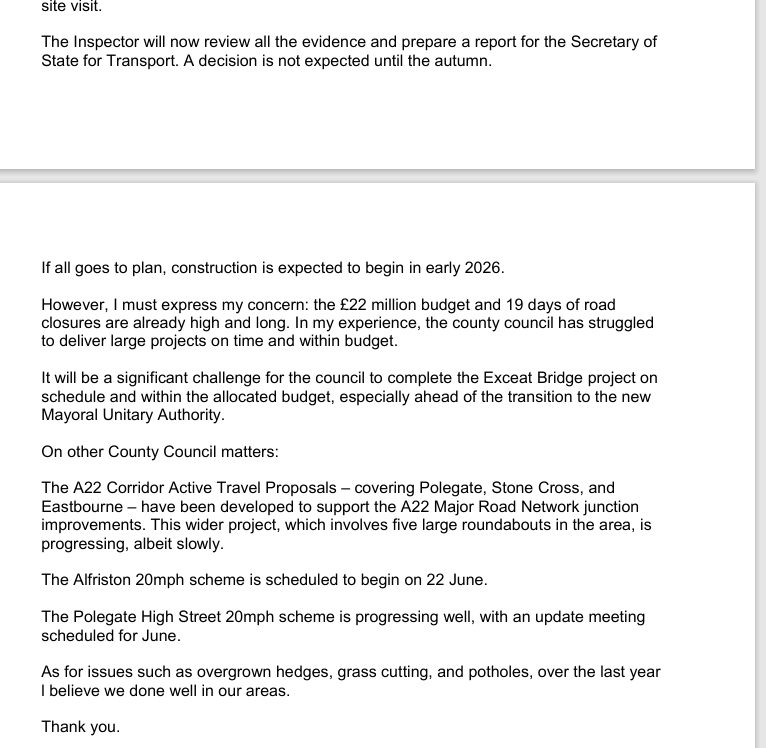 site visit.
The Inspector will now review all the evidence and prepare a report for the Secretary of
State for Transport. A decision is not expected until the autumn.
If all goes to plan, construction is expected to begin in early 2026.
However, I must express my concern: the £22 million budget and 19 days of road
closures are already high and long. In my experience, the county council has struggled
to deliver large projects on time and within budget.
It will be a significant challenge for the council to complete the Exceat Bridge project on
schedule and within the allocated budget, especially ahead of the transition to the new
Mayoral Unitary Authority.
On other County Council matters:
The A22 Corridor Active Travel Proposals – covering Polegate, Stone Cross, and
Eastbourne – have been developed to support the A22 Major Road Network junction
improvements. This wider project, which involves five large roundabouts in the area, is
progressing, albeit slowly.
The Alfriston 20mph scheme is scheduled to begin on 22 June.
The Polegate High Street 20mph scheme is progressing well, with an update meeting
scheduled for June.
As for issues such as overgrown hedges, grass cutting, and potholes, over the last year
I believe we done well in our areas.
Thank you.